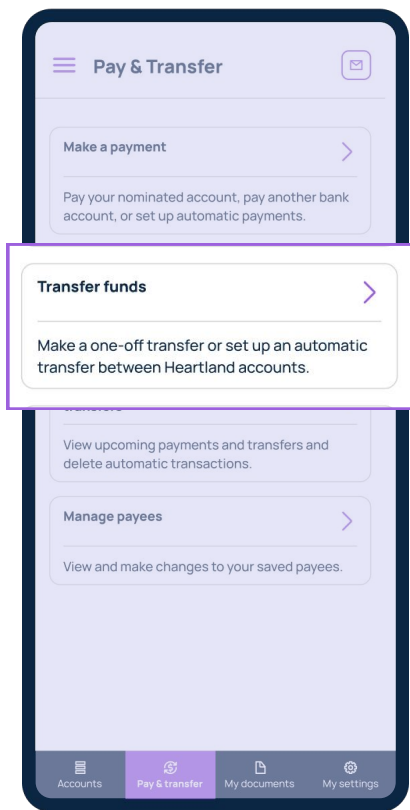 Pay & Transfer
Make a payment
Pay your nominated account, pay another bank
account, or set up automatic payments.
Transfer funds
Make a one-off transfer or set up an automatic
transfer between Heartland accounts.
transfers
View upcoming payments and transfers and
delete automatic transactions.
Manage payees
View and make changes to your saved payees.
Accounts
Pay & transfer
My documents
My settings